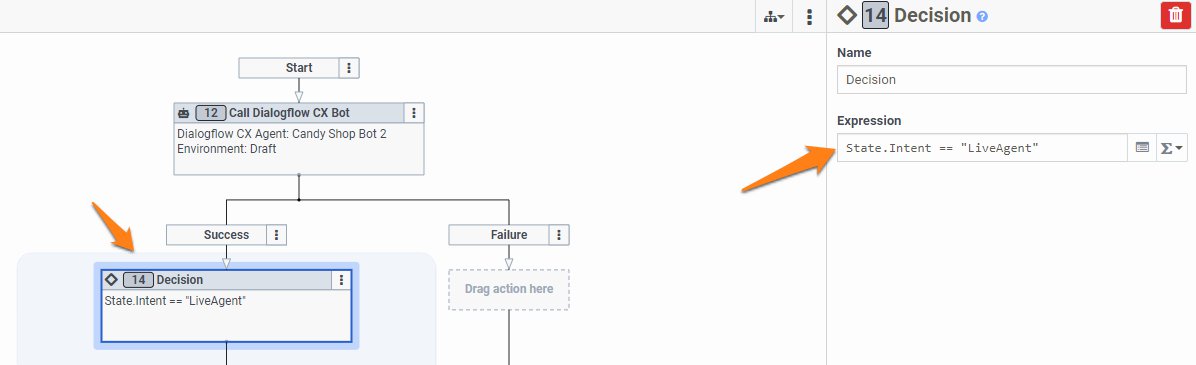 Start
12 Call Dialogflow CX Bot
Dialogflow CX Agent: Candy Shop Bot 2
Environment: Draft
Success
Failure
14 Decision
State.Intent == "LiveAgent"
Drag action here
14 Decision ?
Name
Decision
Expression
State.Intent == "LiveAgent"
Σ